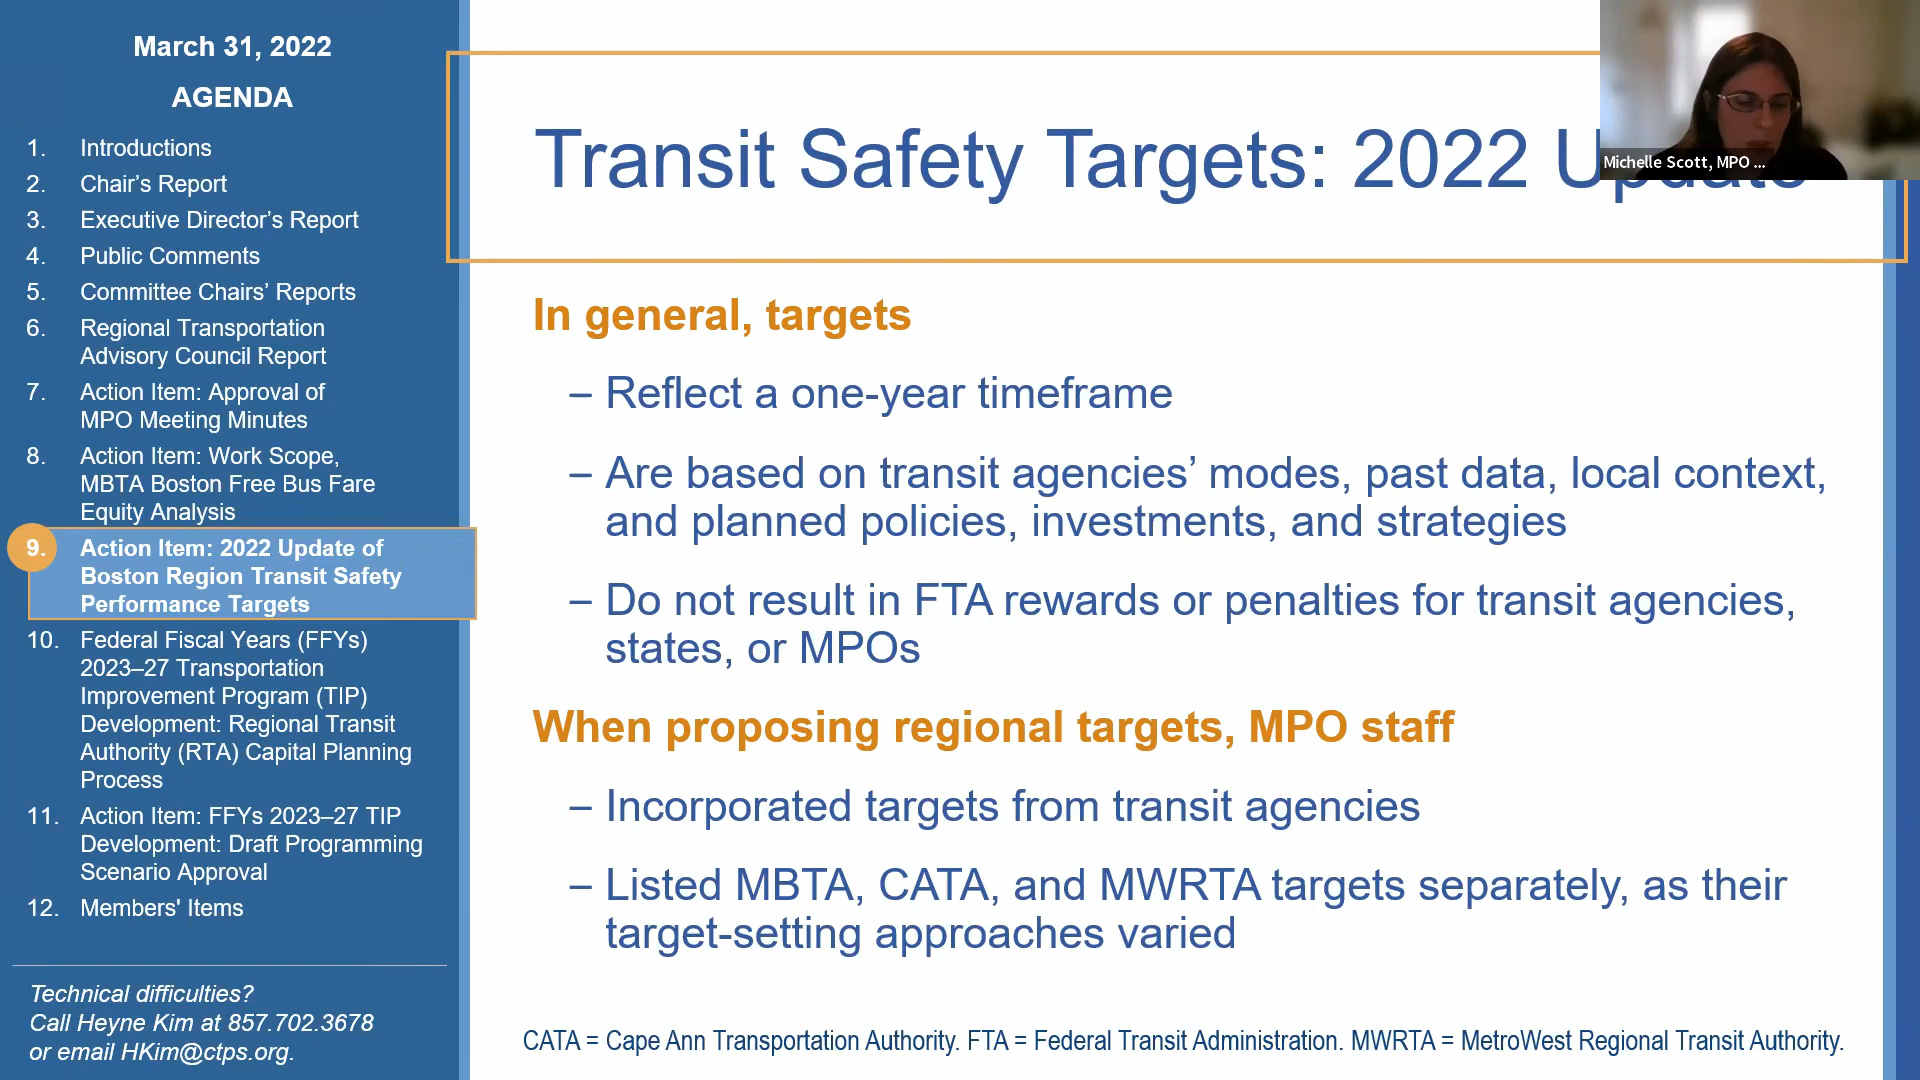 March 31, 2022
AGENDA
1. Introductions
2. Chair’s Report
3. Executive Director’s Report
4. Public Comments
5. Committee Chairs’ Reports
6. Regional Transportation
Advisory Council Report
7. Action Item: Approval of
MPO Meeting Minutes
8. Action Item: Work Scope,
MBTA Boston Free Bus Fare
Equity Analysis
9. Action Item: 2022 Update of
Boston Region Transit Safety
Performance Targets
10. Federal Fiscal Years (FFYs)
2023–27 Transportation
Improvement Program (TIP)
Development: Regional Transit
Authority (RTA) Capital Planning
Process
11. Action Item: FFYs 2023–27 TIP
Development: Draft Programming
Scenario Approval
12. Members' Items
Technical difficulties?
Call Heyne Kim at 857.702.3678
or email HKim@ctps.org.
Transit Safety Targets: 2022 Update
Michelle Scott, MPO ...
In general, targets
– Reflect a one-year timeframe
– Are based on transit agencies’ modes, past data, local context,
and planned policies, investments, and strategies
– Do not result in FTA rewards or penalties for transit agencies,
states, or MPOs
When proposing regional targets, MPO staff
– Incorporated targets from transit agencies
– Listed MBTA, CATA, and MWRTA targets separately, as their
target-setting approaches varied
CATA = Cape Ann Transportation Authority. FTA = Federal Transit Administration. MWRTA = MetroWest Regional Transit Authority.